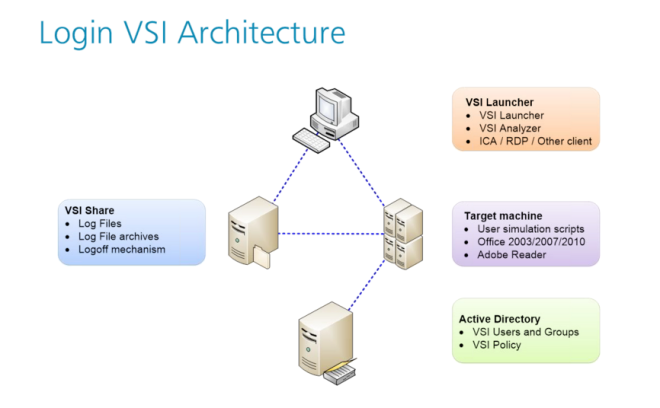 Login VSI Architecture
VSI Launcher
• VSI Launcher
• VSI Analyzer
• ICA / RDP / Other client
VSI Share
• Log Files
• Log File archives
• Logoff mechanism
Target machine
• User simulation scripts
• Office 2003/2007/2010
• Adobe Reader
Active Directory
• VSI Users and Groups
• VSI Policy